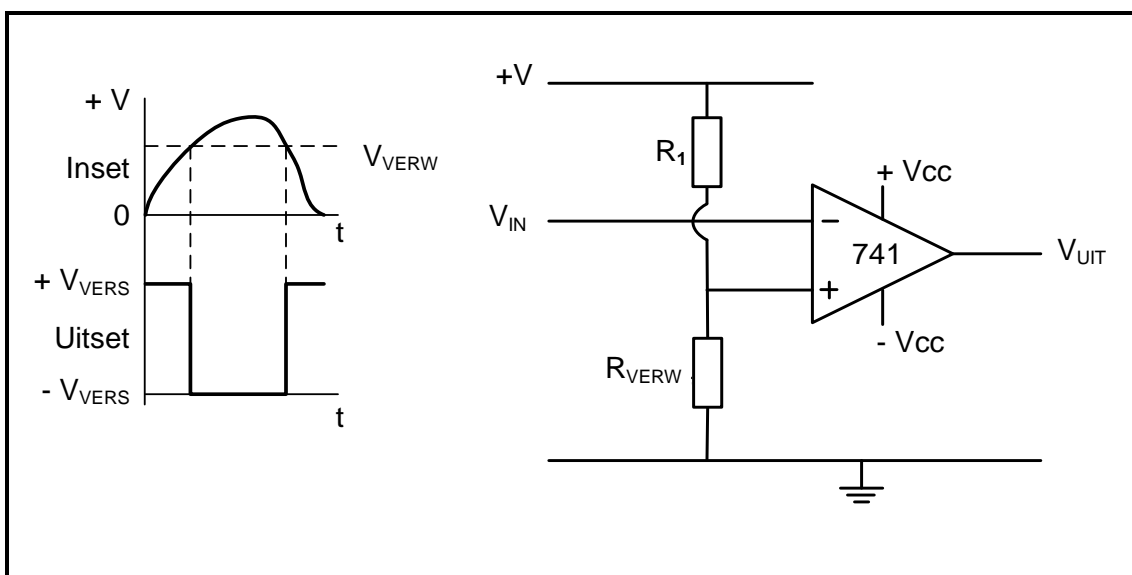 + V
Inset
0
V_VERW
t
+ V_VERS
Uitset
- V_VERS
t
+V
R_1
V_IN
− 
+
741
+ Vcc
- Vcc
V_UIT
R_VERW